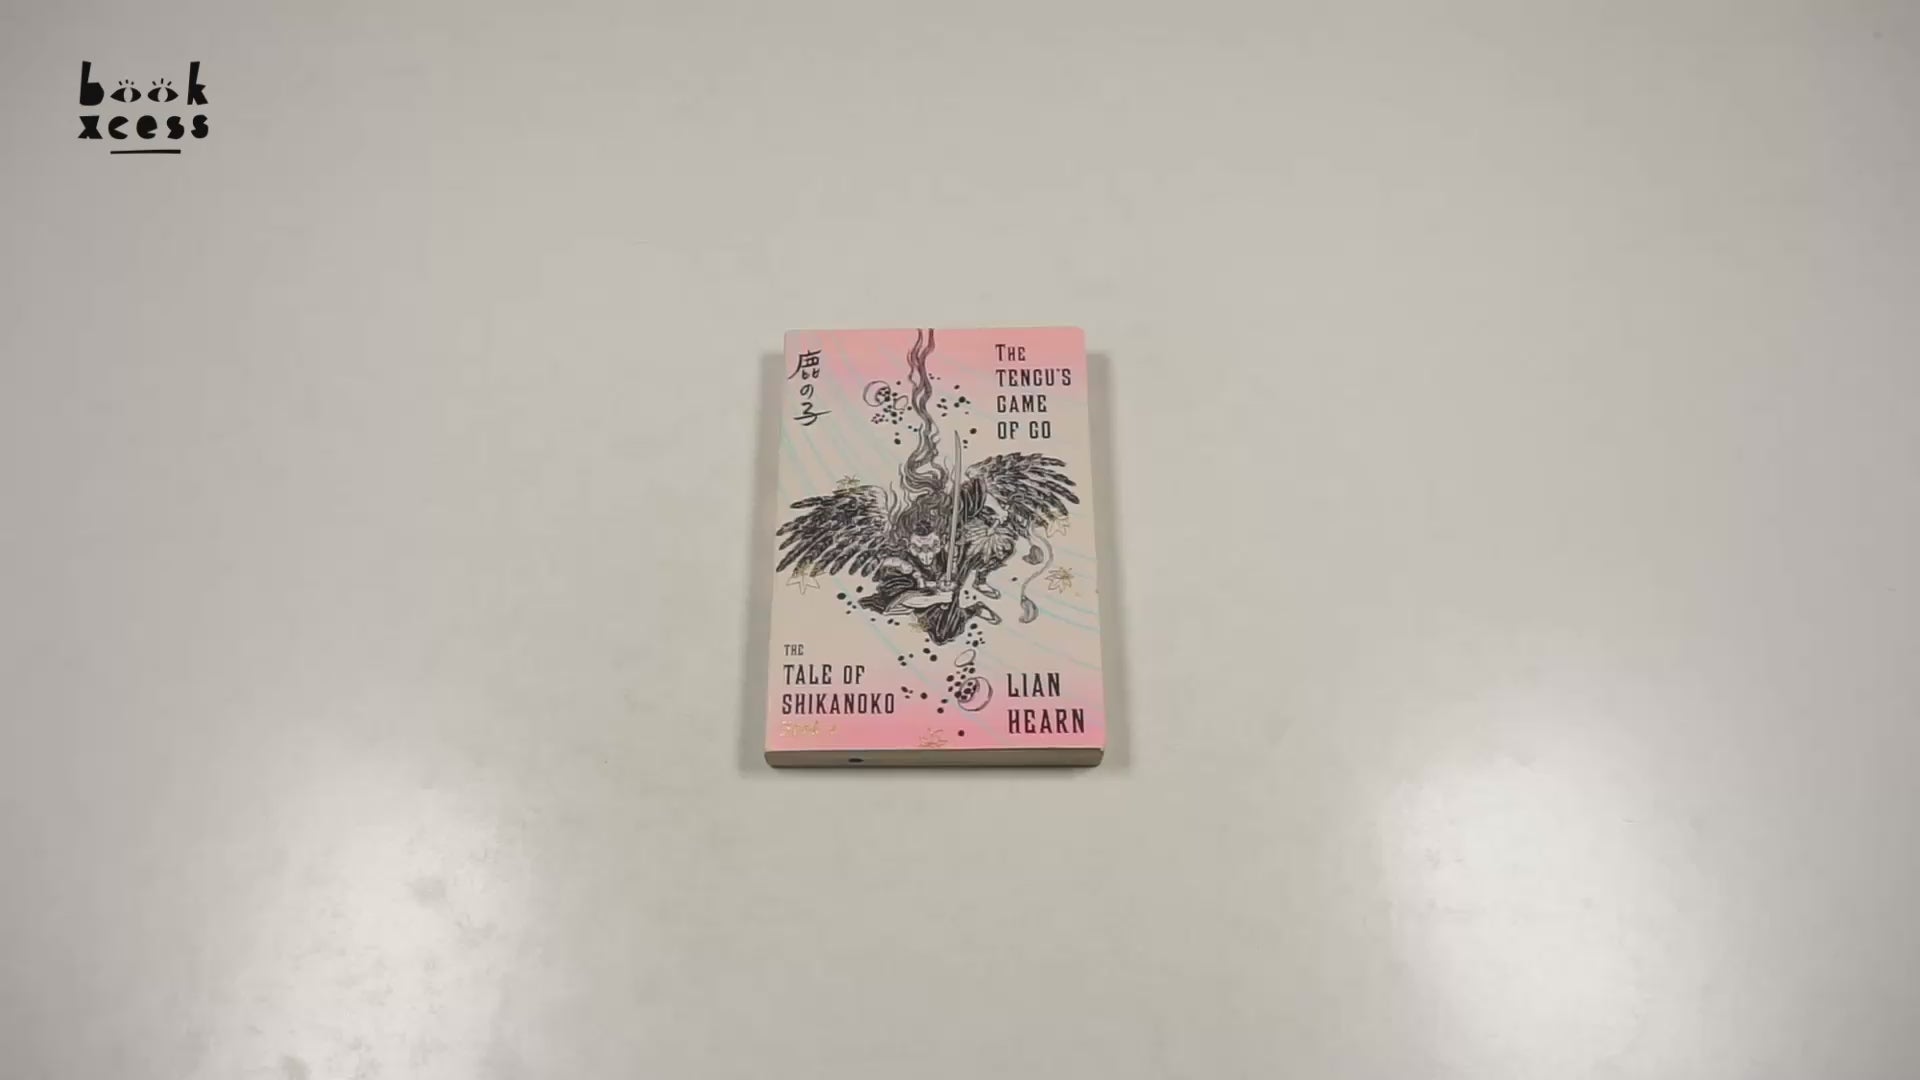 book
xcess
鹿の子
THE
TENGU'S
GAME
OF GO
THE
TALE OF
SHIKANOKO
LIAN
HEARN